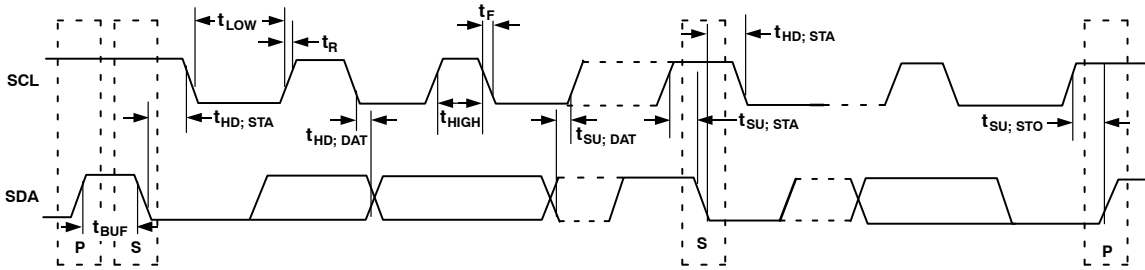 tLOW
tR
tF
tHD; STA
SCL
tHD; STA
tHD; DAT
tHIGH
tSU; DAT
tSU; STA
tSU; STO
SDA
tBUF
P
S
S
P